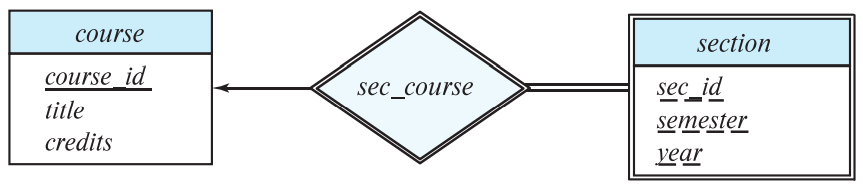 course
course_id
title
credits
sec_course
section
sec_id
semester
year